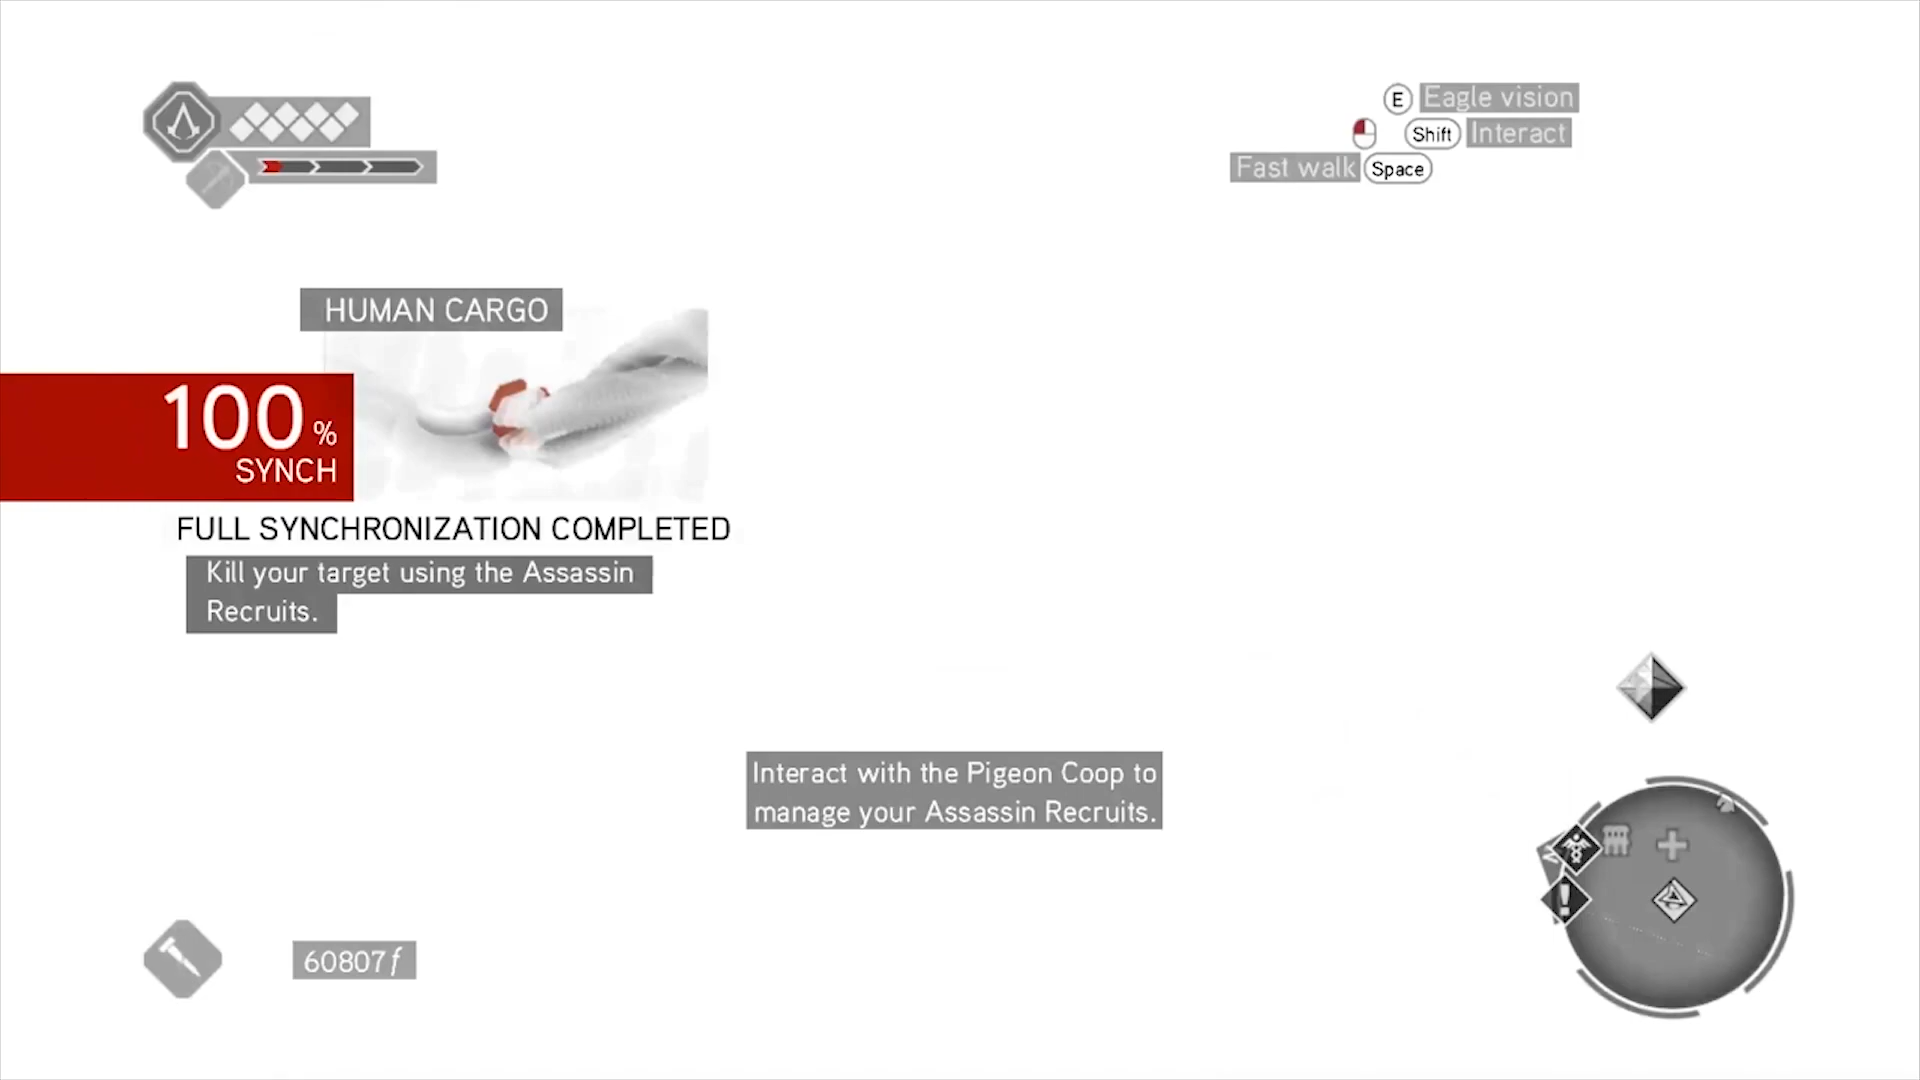 E Eagle vision
Shift Interact
Fast walk Space
HUMAN CARGO
100 %
SYNCH
FULL SYNCHRONIZATION COMPLETED
Kill your target using the Assassin
Recruits.
Interact with the Pigeon Coop to
manage your Assassin Recruits.
N
!
60807 ƒ